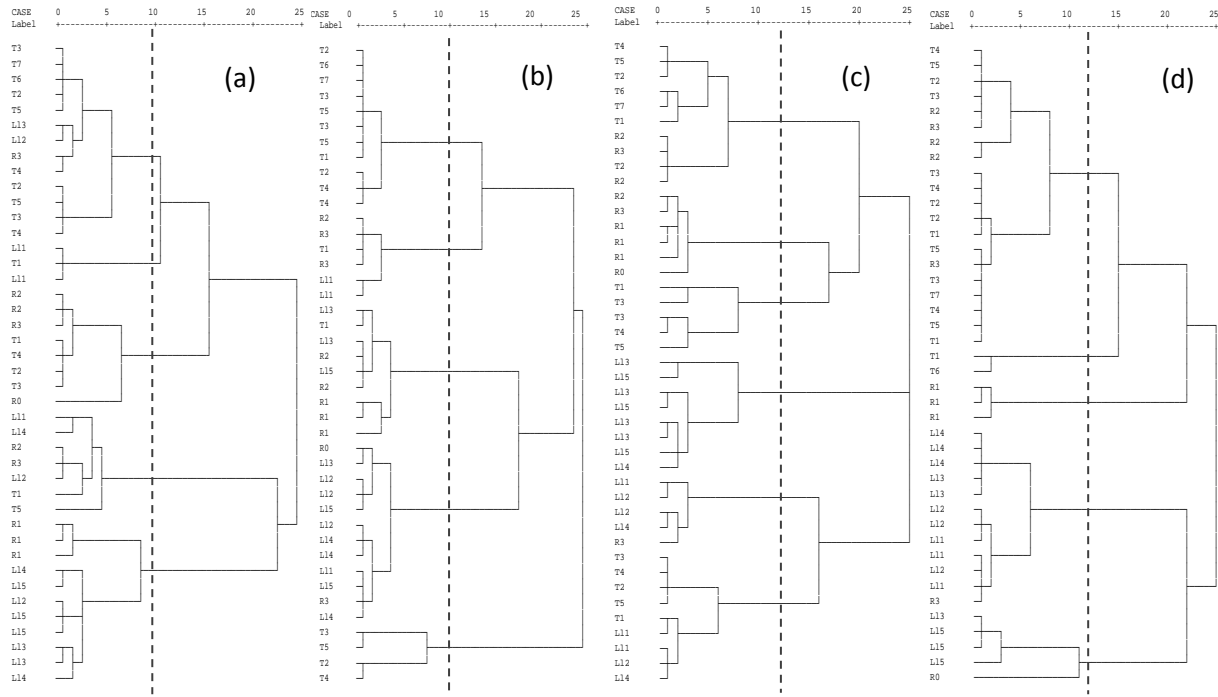 CASE 0 5 10 15 20 25
Label
(a)
T3
T7
T6
T2
T5
L13
L12
R3
T4
T2
T5
T3
T4
L11
T1
L11
R2
R2
R3
T1
T4
T2
T3
R0
L11
L14
R2
R3
L12
T1
T5
R1
R1
R1
L14
L15
L12
L15
L15
L13
L13
L14
CASE 0 5 10 15 20 25
Label
(b)
T2
T6
T7
T3
T5
T3
T5
T1
T2
T4
T4
R2
R3
T1
R3
L11
L11
L13
T1
L13
R2
L15
R2
R1
R1
R1
R0
L13
L12
L15
L12
L14
L14
L11
L15
R3
L14
T3
T5
T2
T4
CASE 0 5 10 15 20 25
Label
(c)
T4
T5
T2
T6
T7
T1
R2
R3
T2
R2
R2
R3
R1
R1
R1
R0
T1
T3
T3
T4
T5
L13
L15
L13
L15
L13
L13
L15
L14
L11
L12
L12
L14
R3
T3
T4
T2
T5
T1
L11
L11
L12
L14
CASE 0 5 10 15 20 25
Label
(d)
T4
T5
T2
T3
R2
R3
R2
R2
T3
T4
T2
T2
T1
T5
R3
T3
T7
T4
T5
T1
T1
T6
R1
R1
R1
L14
L14
L14
L13
L13
L12
L12
L11
L11
L12
L11
R3
L13
L15
L15
L15
R0